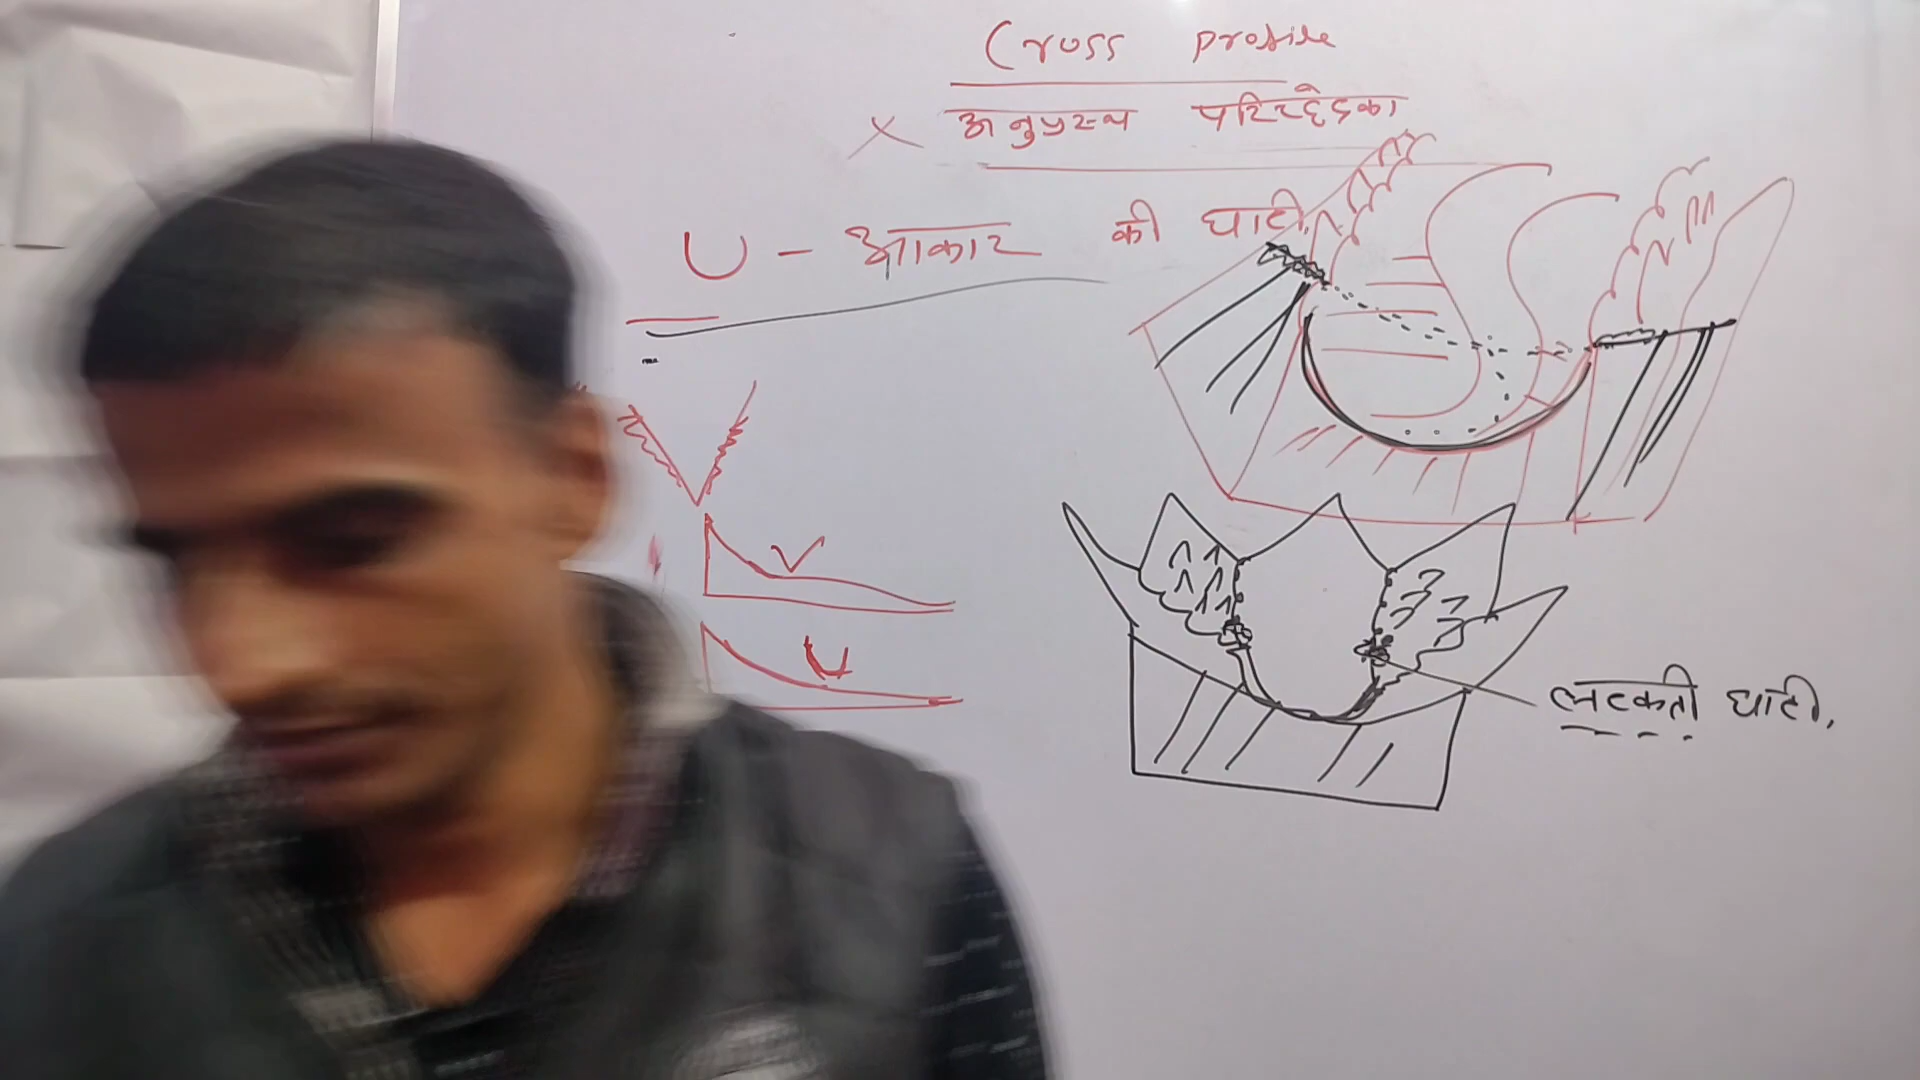 Cross profile
अनुप्रस्थ परिच्छेदिका
U - आकार की घाटी
V
U
लटकती घाटी,